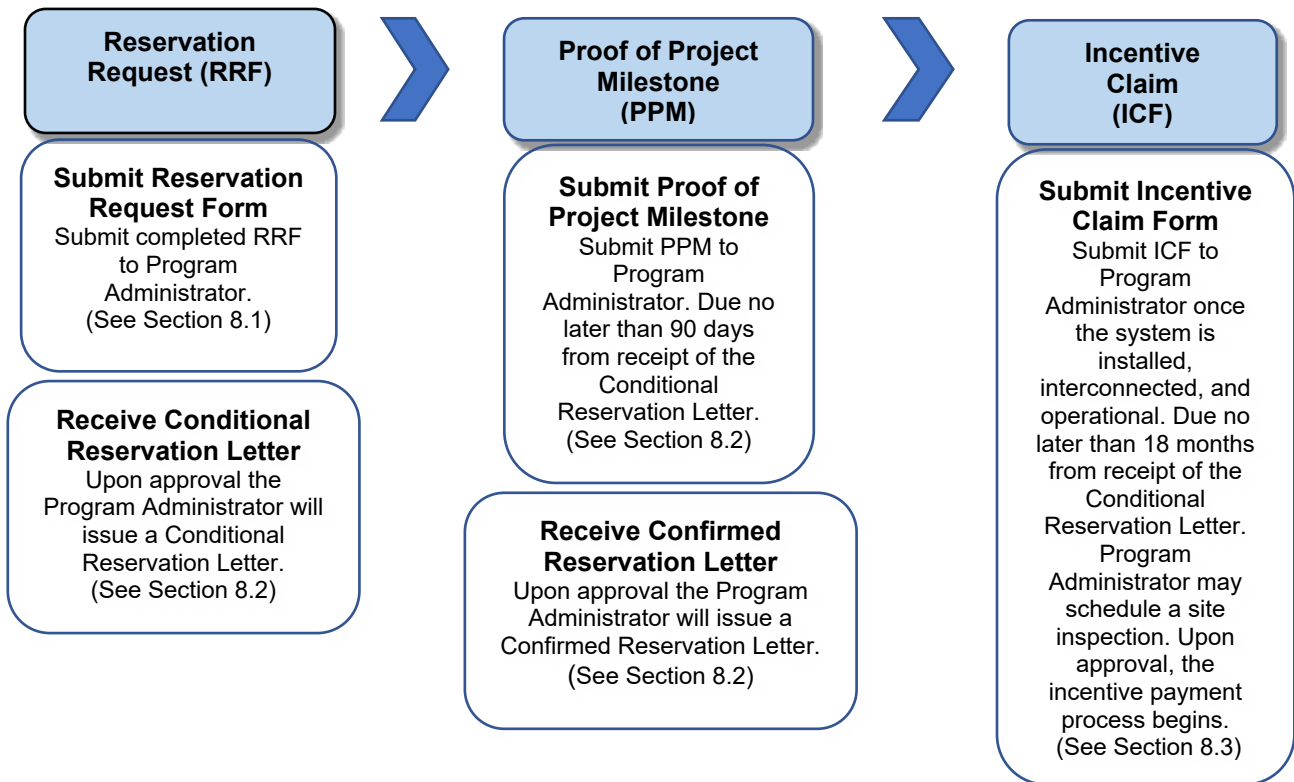 Reservation
Request (RRF)
Submit Reservation
Request Form
Submit completed RRF
to Program
Administrator.
(See Section 8.1)
Receive Conditional
Reservation Letter
Upon approval the
Program Administrator will
issue a Conditional
Reservation Letter.
(See Section 8.2)
Proof of Project
Milestone
(PPM)
Submit Proof of
Project Milestone
Submit PPM to
Program
Administrator. Due no
later than 90 days
from receipt of the
Conditional
Reservation Letter.
(See Section 8.2)
Receive Confirmed
Reservation Letter
Upon approval the Program
Administrator will issue a
Confirmed Reservation Letter.
(See Section 8.2)
Incentive
Claim
(ICF)
Submit Incentive
Claim Form
Submit ICF to
Program
Administrator once
the system is
installed,
interconnected, and
operational. Due no
later than 18 months
from receipt of the
Conditional
Reservation Letter.
Program
Administrator may
schedule a site
inspection. Upon
approval, the
incentive payment
process begins.
(See Section 8.3)